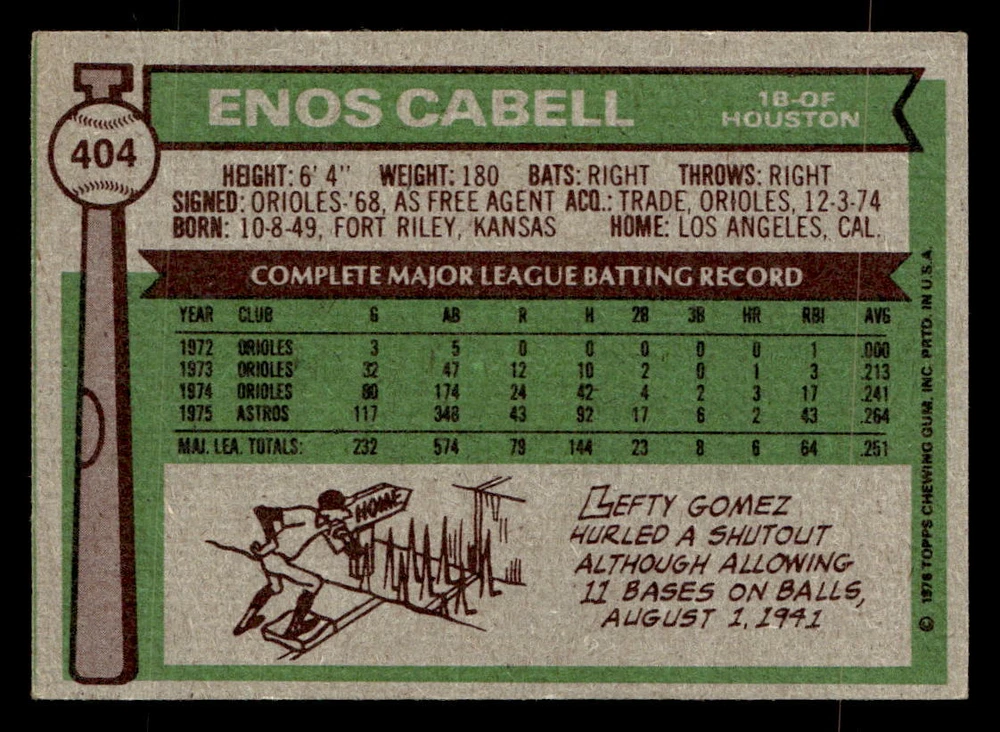 ENOS CABELL
1B-OF
HOUSTON
404
HEIGHT: 6' 4" WEIGHT: 180 BATS: RIGHT THROWS: RIGHT
SIGNED: ORIOLES-'68, AS FREE AGENT ACQ.: TRADE, ORIOLES, 12-3-74
BORN: 10-8-49, FORT RILEY, KANSAS HOME: LOS ANGELES, CAL.
COMPLETE MAJOR LEAGUE BATTING RECORD
YEAR CLUB G AB R H 2B 3B HR RBI AVG
1972 ORIOLES 3 5 0 0 0 0 0 1 .000
1973 ORIOLES 32 47 12 10 2 0 1 3 .213
1974 ORIOLES 80 174 24 42 4 2 3 17 .241
1975 ASTROS 117 348 43 92 17 6 2 43 .264
MAJ. LEA. TOTALS: 232 574 79 144 23 8 6 64 .251
HOME
LEFTY GOMEZ
HURLED A SHUTOUT
ALTHOUGH ALLOWING
11 BASES ON BALLS,
AUGUST 1, 1941
© 1976 TOPPS CHEWING GUM, INC. PRTD. IN U.S.A.